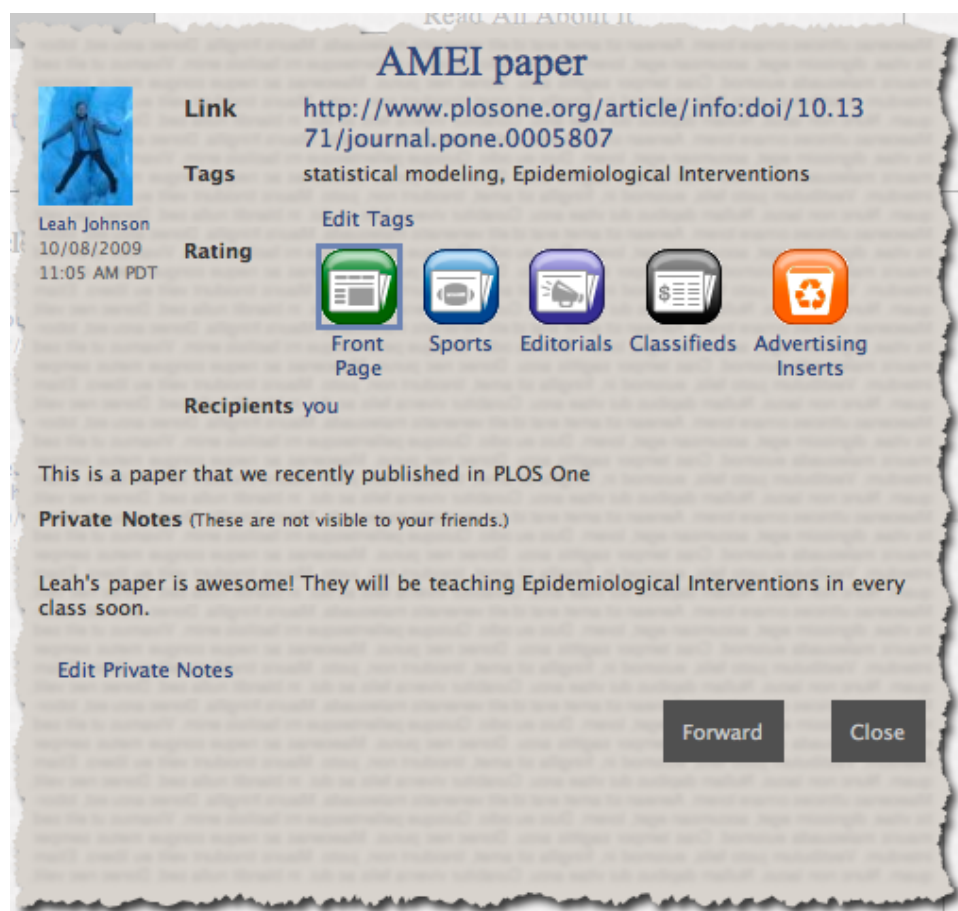 Read All About It
AMEI paper
Link
http://www.plosone.org/article/info:doi/10.13
71/journal.pone.0005807
Tags
statistical modeling, Epidemiological Interventions
Edit Tags
Leah Johnson
10/08/2009
11:05 AM PDT
Rating
Front
Page
Sports
Editorials
Classifieds
Advertising
Inserts
Recipients you
This is a paper that we recently published in PLOS One
Private Notes (These are not visible to your friends.)
Leah's paper is awesome! They will be teaching Epidemiological Interventions in every
class soon.
Edit Private Notes
Forward
Close